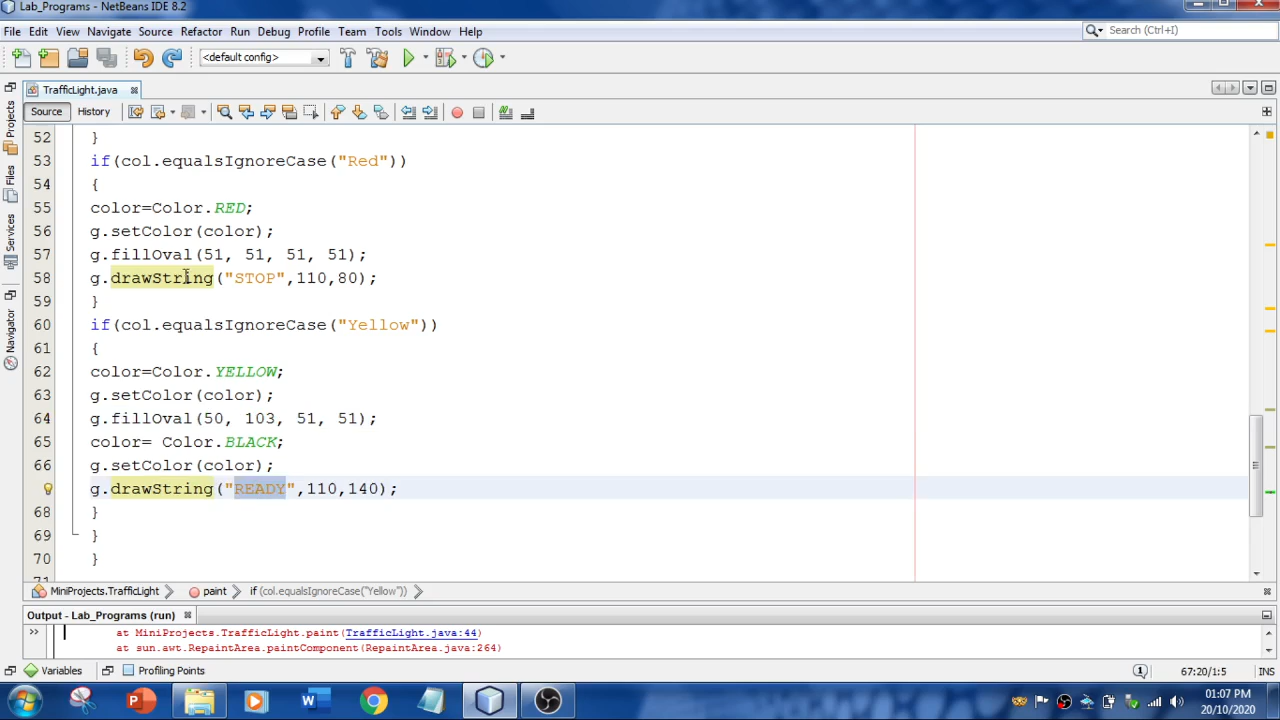 Lab_Programs - NetBeans IDE 8.2
File Edit View Navigate Source Refactor Run Debug Profile Team Tools Window Help
Search (Ctrl+I)
<default config>
TrafficLight.java
Source History
Projects
Files
Services
Navigator
52 }
53 if(col.equalsIgnoreCase("Red"))
54 {
55 color=Color.RED;
56 g.setColor(color);
57 g.fillOval(51, 51, 51, 51);
58 g.drawString("STOP",110,80);
59 }
60 if(col.equalsIgnoreCase("Yellow"))
61 {
62 color=Color.YELLOW;
63 g.setColor(color);
64 g.fillOval(50, 103, 51, 51);
65 color= Color.BLACK;
66 g.setColor(color);
g.drawString("READY",110,140);
68 }
69 }
70 }
71
MiniProjects.TrafficLight paint if (col.equalsIgnoreCase("Yellow"))
Output - Lab_Programs (run)
at MiniProjects.TrafficLight.paint(TrafficLight.java:44)
at sun.awt.RepaintArea.paintComponent(RepaintArea.java:264)
Variables Profiling Points
1 67:20/1:5 INS
01:07 PM
20/10/2020